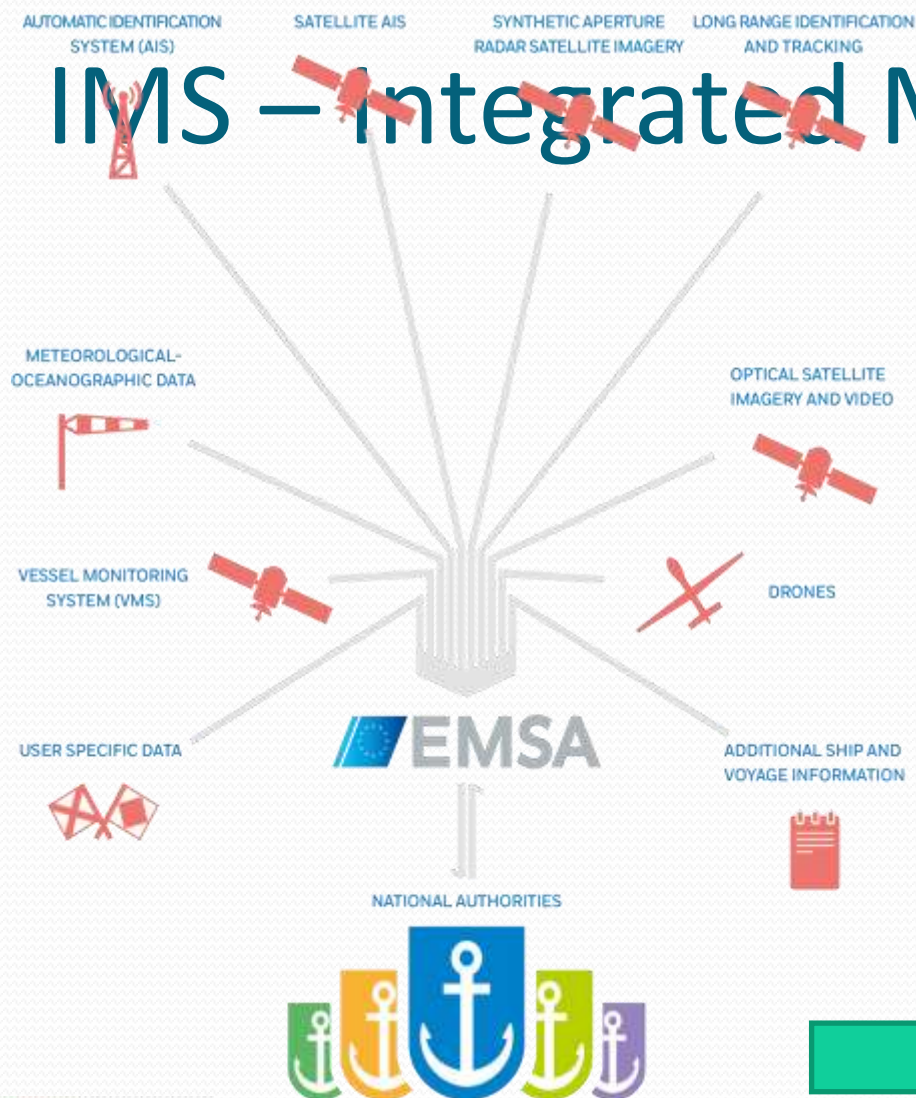 AUTOMATIC IDENTIFICATION
SYSTEM (AIS)
SATELLITE AIS
SYNTHETIC APERTURE
RADAR SATELLITE IMAGERY
LONG RANGE IDENTIFICATION
AND TRACKING
IMS – Integrated M
METEOROLOGICAL-
OCEANOGRAPHIC DATA
OPTICAL SATELLITE
IMAGERY AND VIDEO
VESSEL MONITORING
SYSTEM (VMS)
DRONES
USER SPECIFIC DATA
EMSA
ADDITIONAL SHIP AND
VOYAGE INFORMATION
NATIONAL AUTHORITIES